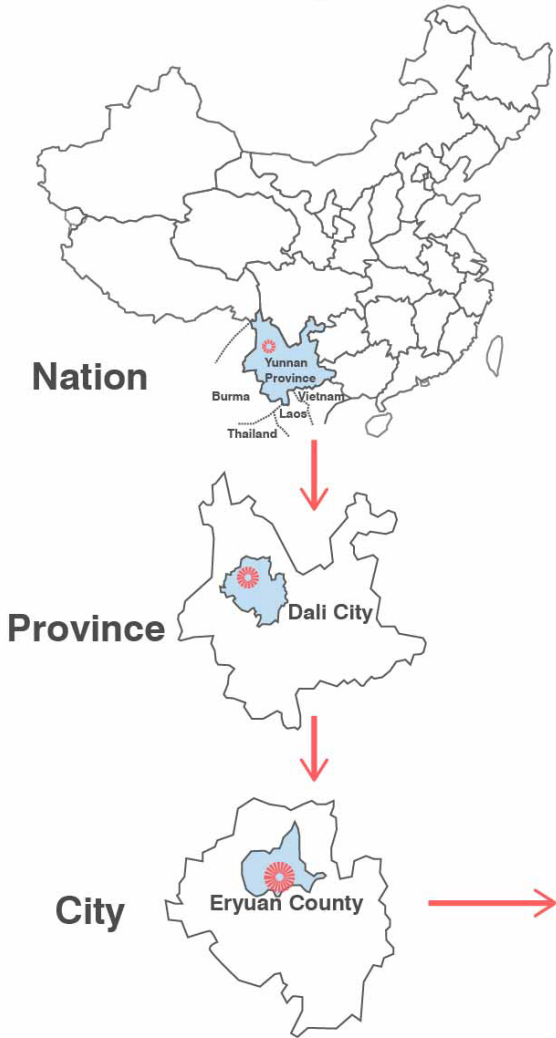 Nation
Yunnan
Province
Burma
Vietnam
Laos
Thailand
Province
Dali City
City
Eryuan County